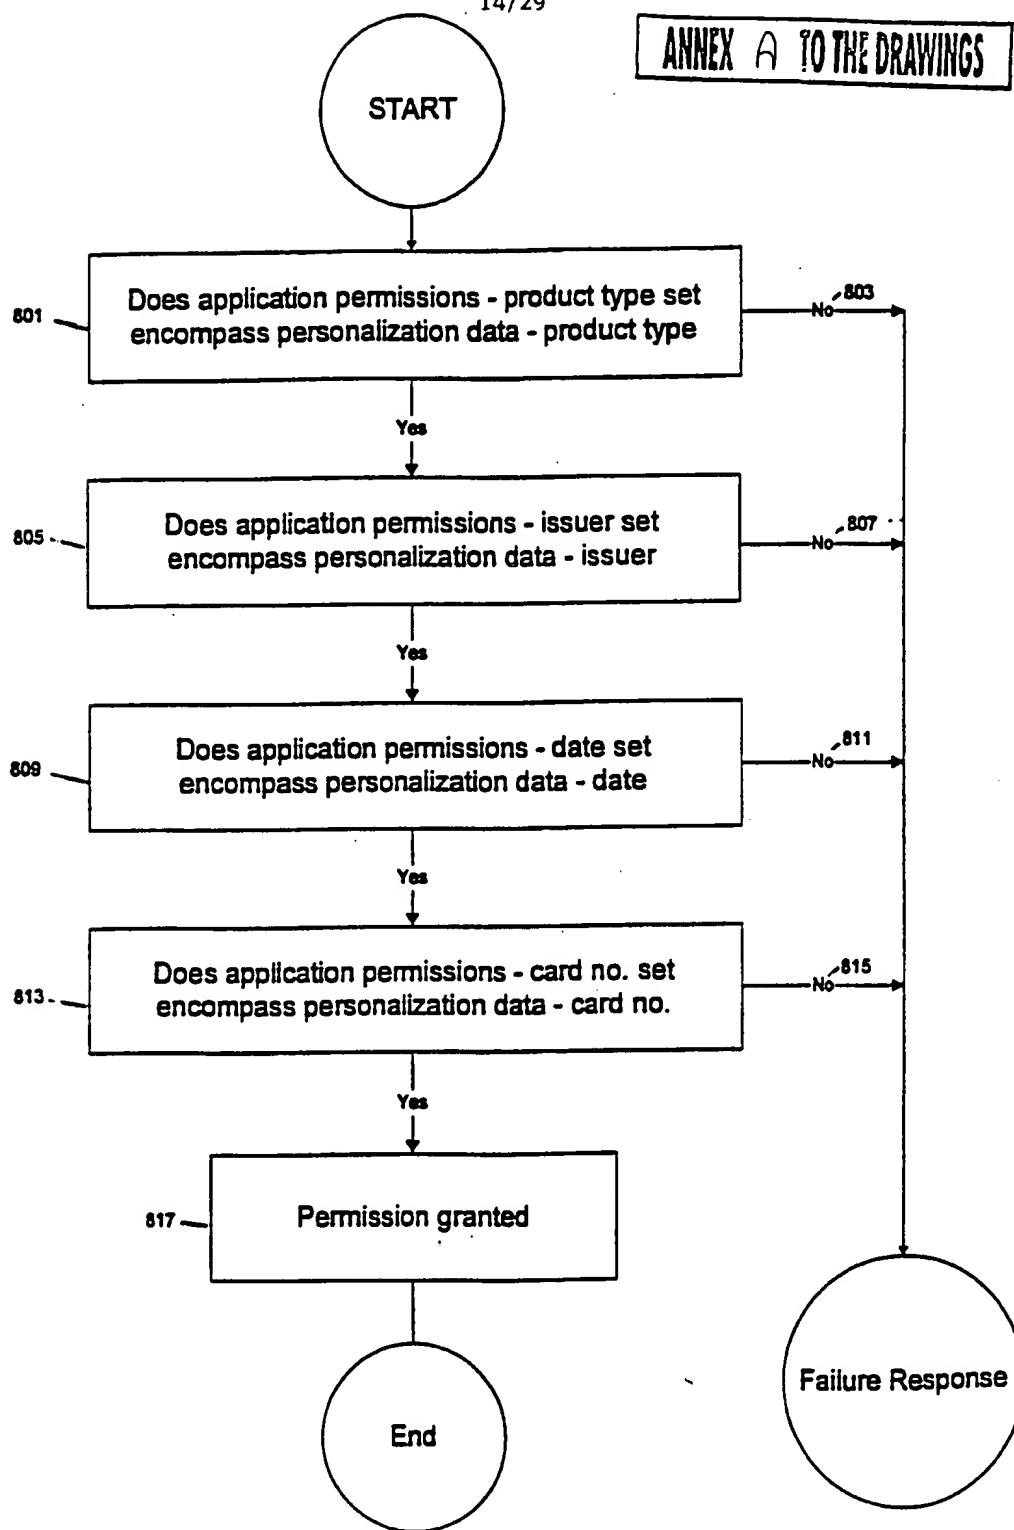 14/29
ANNEX A TO THE DRAWINGS
START
801
Does application permissions - product type set
encompass personalization data - product type
No
803
Yes
805
Does application permissions - issuer set
encompass personalization data - issuer
No
807
Yes
809
Does application permissions - date set
encompass personalization data - date
No
811
Yes
813
Does application permissions - card no. set
encompass personalization data - card no.
No
815
Yes
817
Permission granted
Failure Response
End